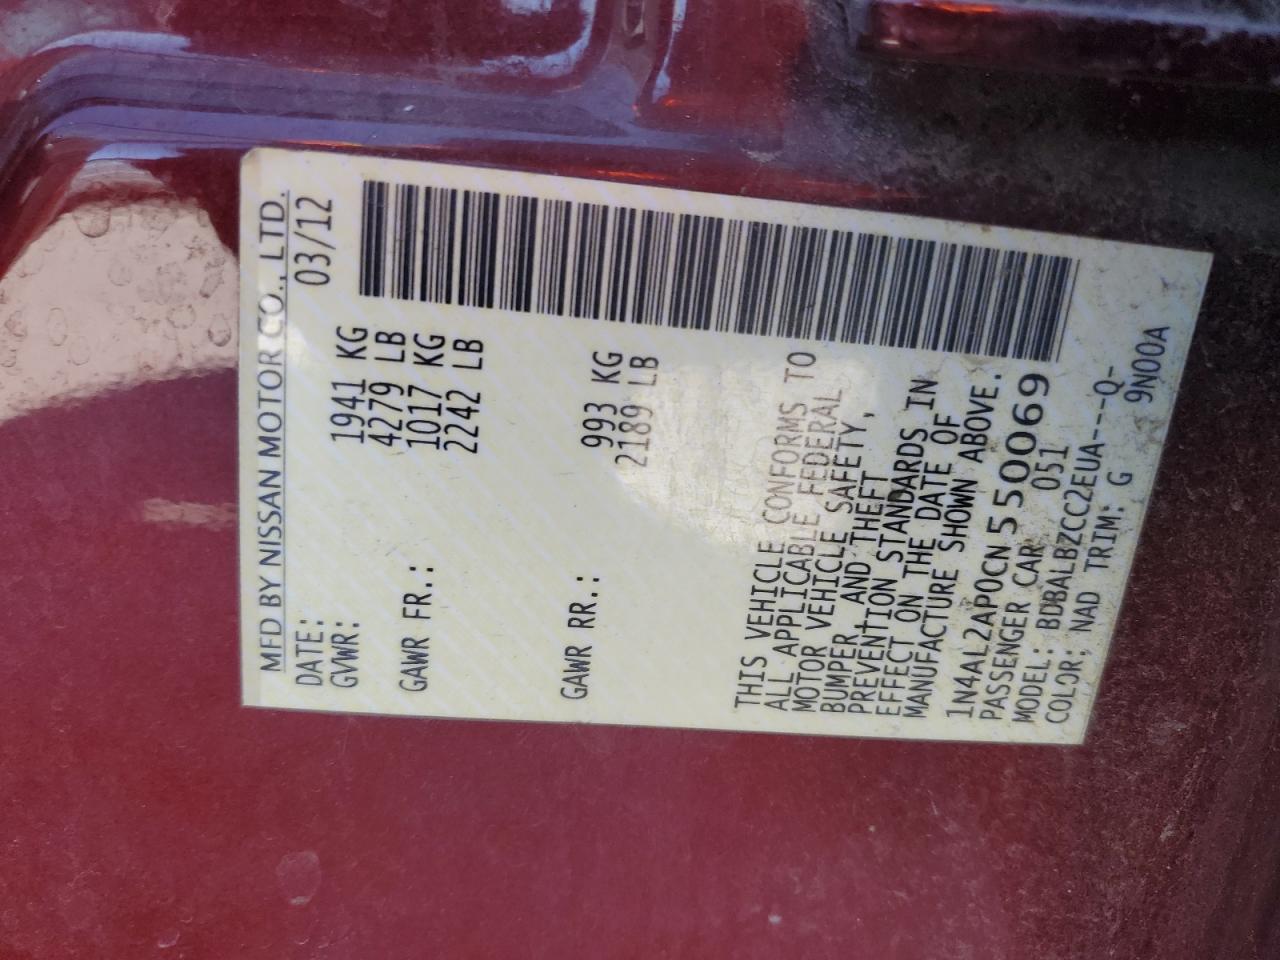 MFD BY NISSAN MOTOR CO., LTD.
DATE: 03/12
GVWR: 1941 KG
4279 LB
GAWR FR.: 1017 KG
2242 LB
GAWR RR.: 993 KG
2189 LB
THIS VEHICLE CONFORMS TO
ALL APPLICABLE FEDERAL
MOTOR VEHICLE SAFETY,
BUMPER AND THEFT
PREVENTION STANDARDS IN
EFFECT ON THE DATE OF
MANUFACTURE SHOWN ABOVE.
1N4AL2AP0CN550069
PASSENGER CAR 051
MODEL: BDBALBZCC2EUA---Q-
COLOR: NAD TRIM: G 9N00A